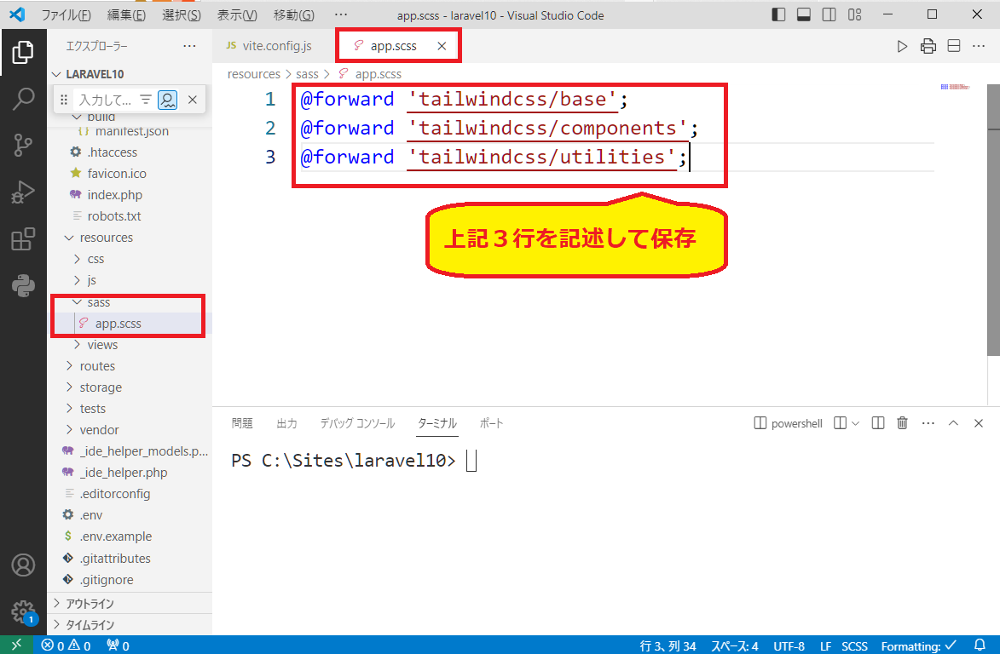 ファイル(F) 編集(E) 選択(S) 表示(V) 移動(G) ··· app.scss - laravel10 - Visual Studio Code
エクスプローラー ···
JS vite.config.js app.scss
LARAVEL10
resources > sass > app.scss
入力して...
build
{} manifest.json
.htaccess
favicon.ico
index.php
robots.txt
resources
css
js
sass
app.scss
views
routes
storage
tests
vendor
_ide_helper_models.p...
_ide_helper.php
.editorconfig
.env
$ .env.example
.gitattributes
.gitignore
アウトライン
タイムライン
1 @forward 'tailwindcss/base';
2 @forward 'tailwindcss/components';
3 @forward 'tailwindcss/utilities';
上記３行を記述して保存
問題 出力 デバッグ コンソール ターミナル ポート powershell ···
PS C:\Sites\laravel10>
1
0 0 0 行 3、列 34 スペース: 4 UTF-8 LF SCSS Formatting: ✓